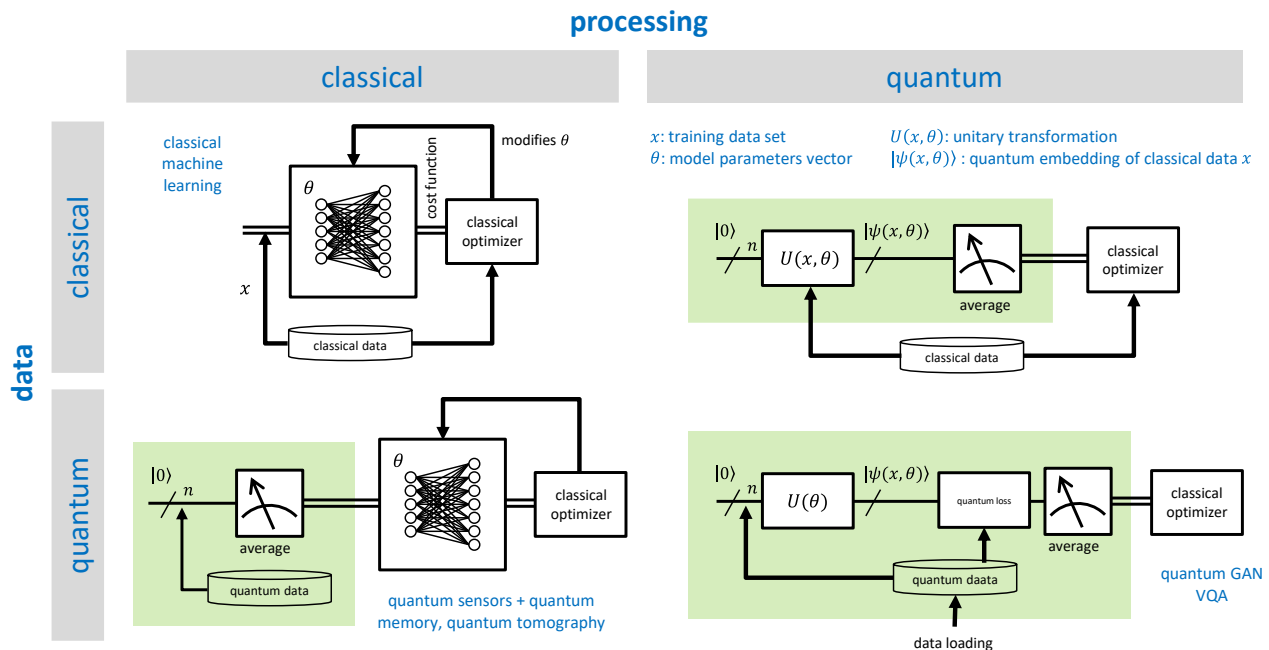 processing
classical
quantum
data
classical
quantum
classical
machine
learning
modifies θ
θ
cost function
classical
optimizer
x
classical data
x: training data set
θ: model parameters vector
U(x, θ): unitary transformation
|ψ(x, θ)⟩ : quantum embedding of classical data x
|0⟩
n
U(x, θ)
|ψ(x, θ)⟩
average
classical
optimizer
classical data
|0⟩
n
average
quantum data
θ
classical
optimizer
quantum sensors + quantum
memory, quantum tomography
|0⟩
n
U(θ)
|ψ(x, θ)⟩
quantum loss
average
classical
optimizer
quantum daata
data loading
quantum GAN
VQA